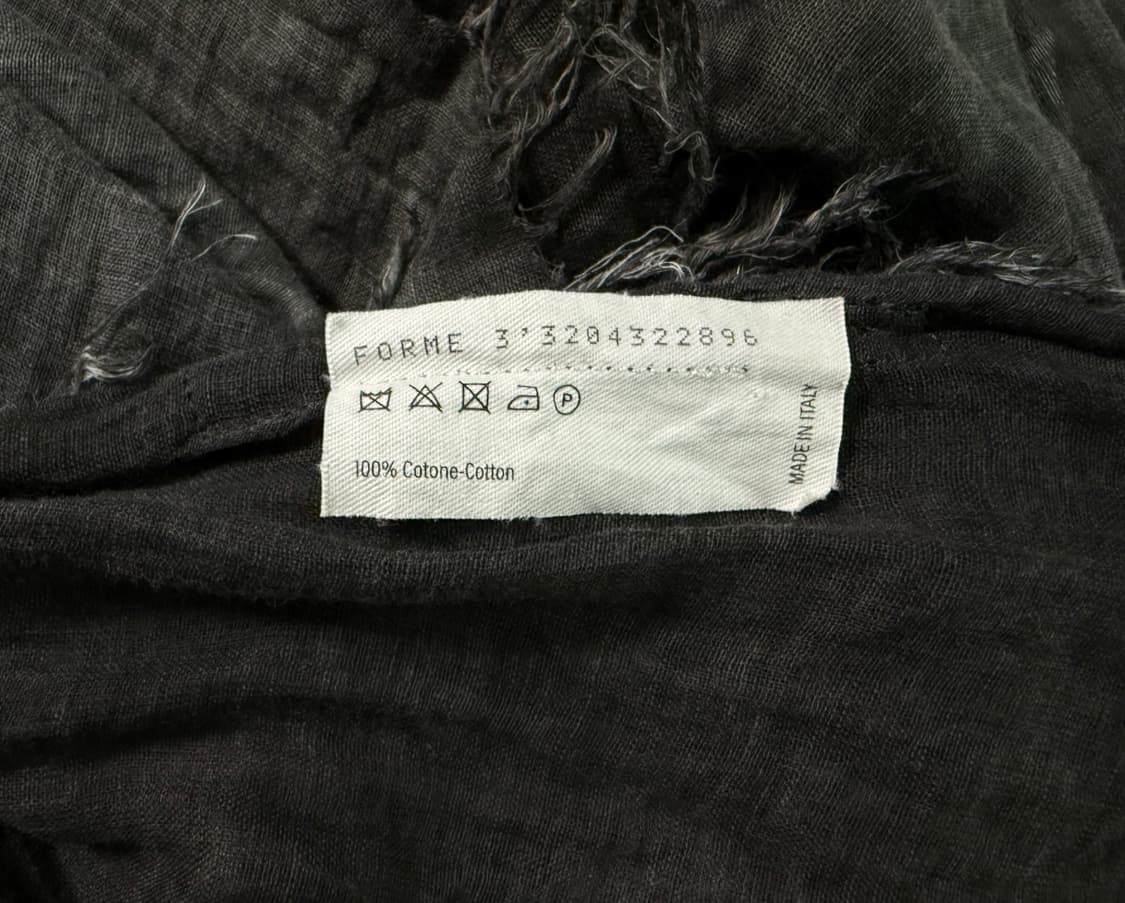 FORME 3'3204322896
P
100% Cotone-Cotton
MADE IN ITALY